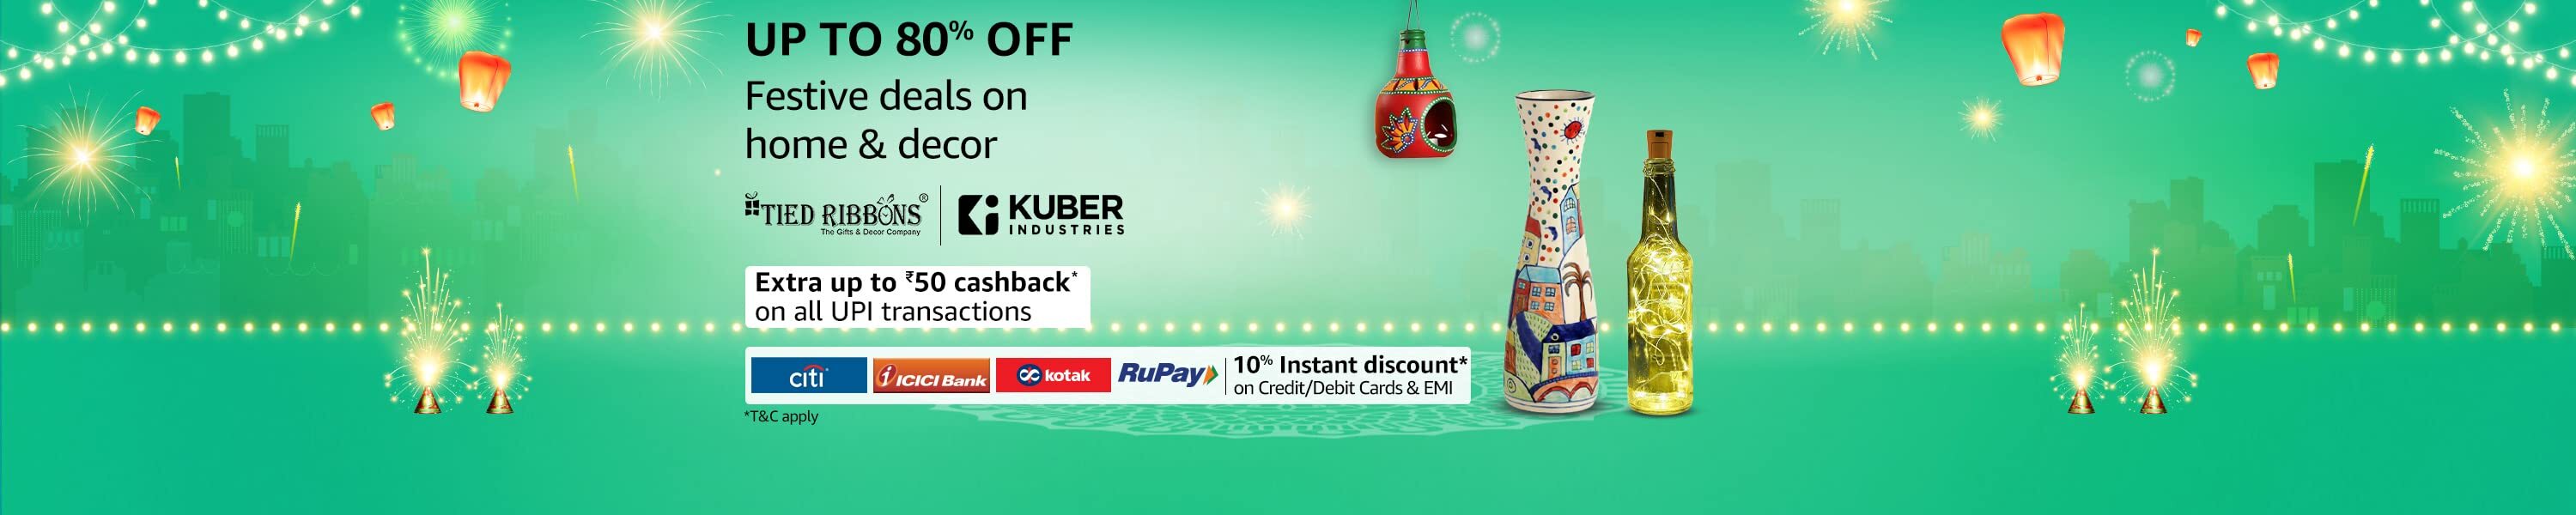 UP TO 80% OFF
Festive deals on
home & decor
TIED RIBBONS®
The Gifts & Decor Company
KUBER
INDUSTRIES
Extra up to ₹50 cashback*
on all UPI transactions
citi
ICICI Bank
kotak
RuPay
10% Instant discount*
on Credit/Debit Cards & EMI
*T&C apply